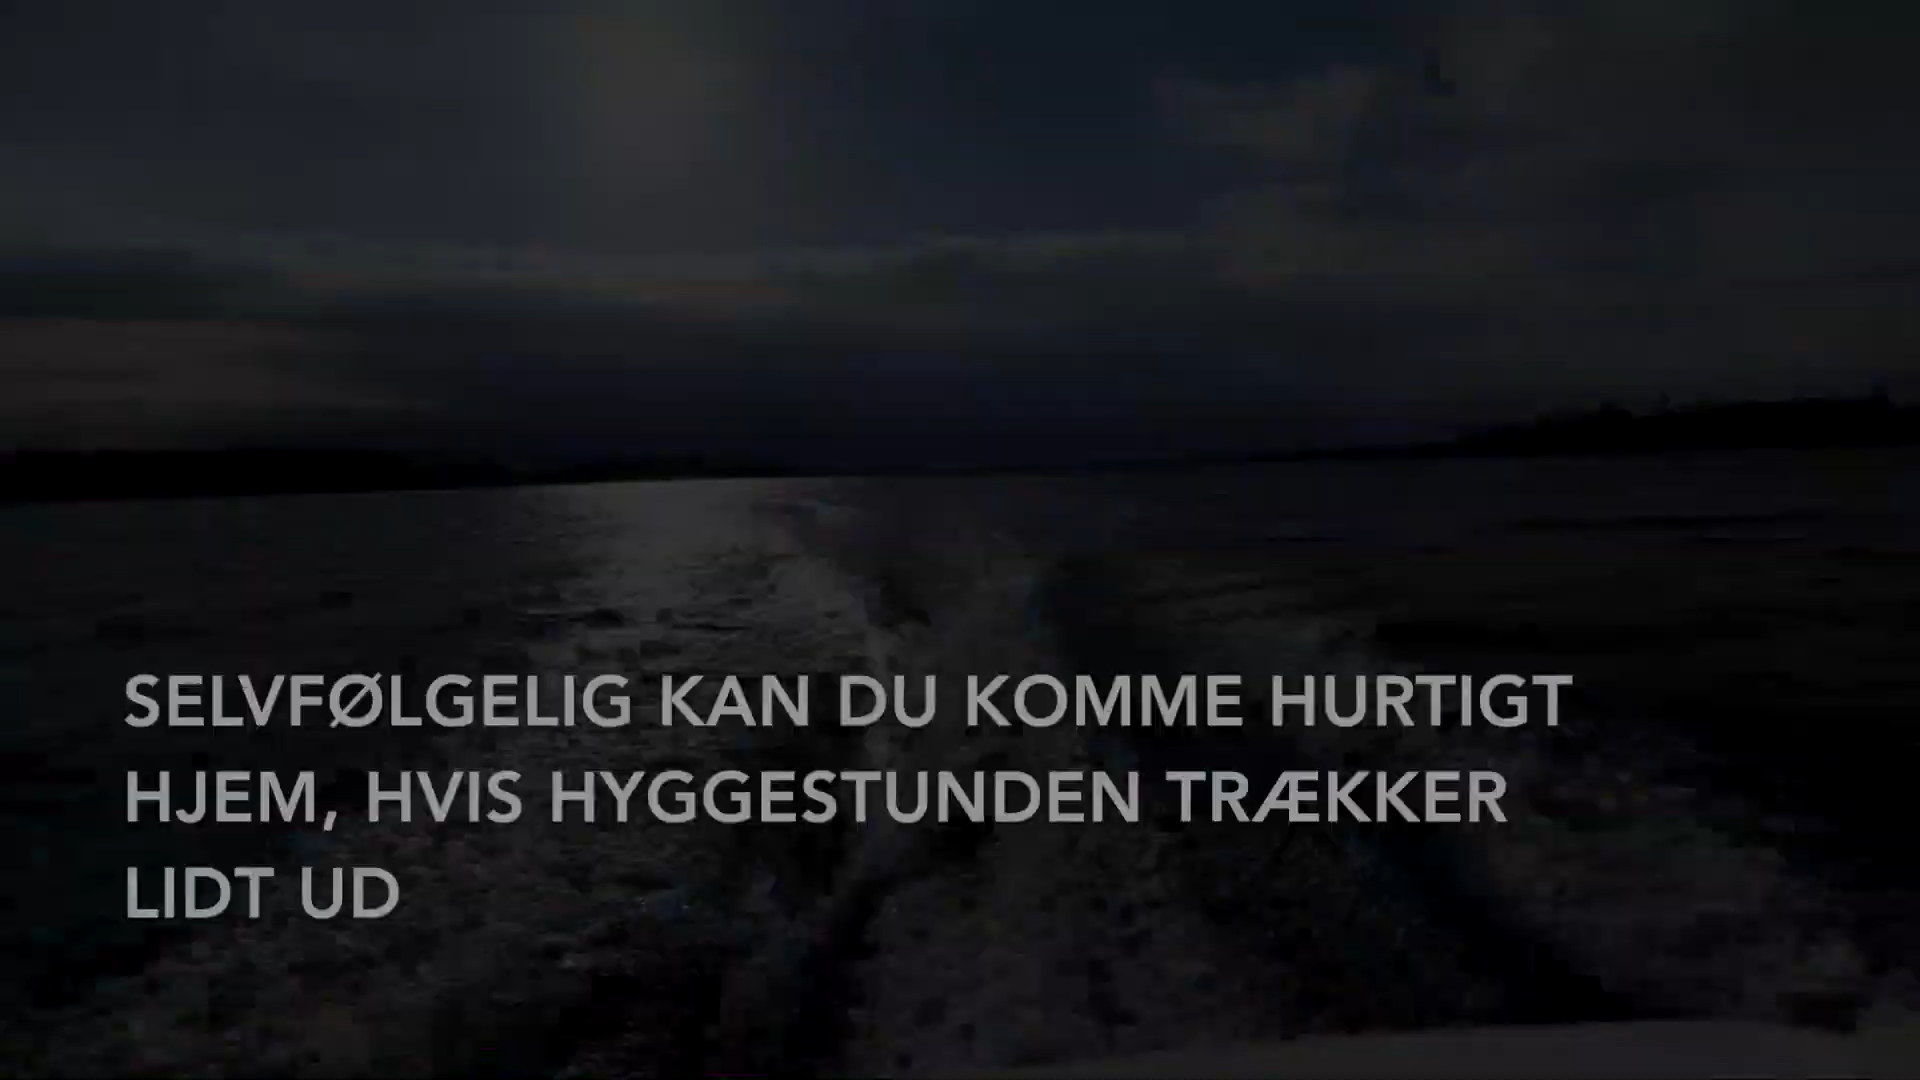 SELVFØLGELIG KAN DU KOMME HURTIGT
HJEM, HVIS HYGGESTUNDEN TRÆKKER
LIDT UD